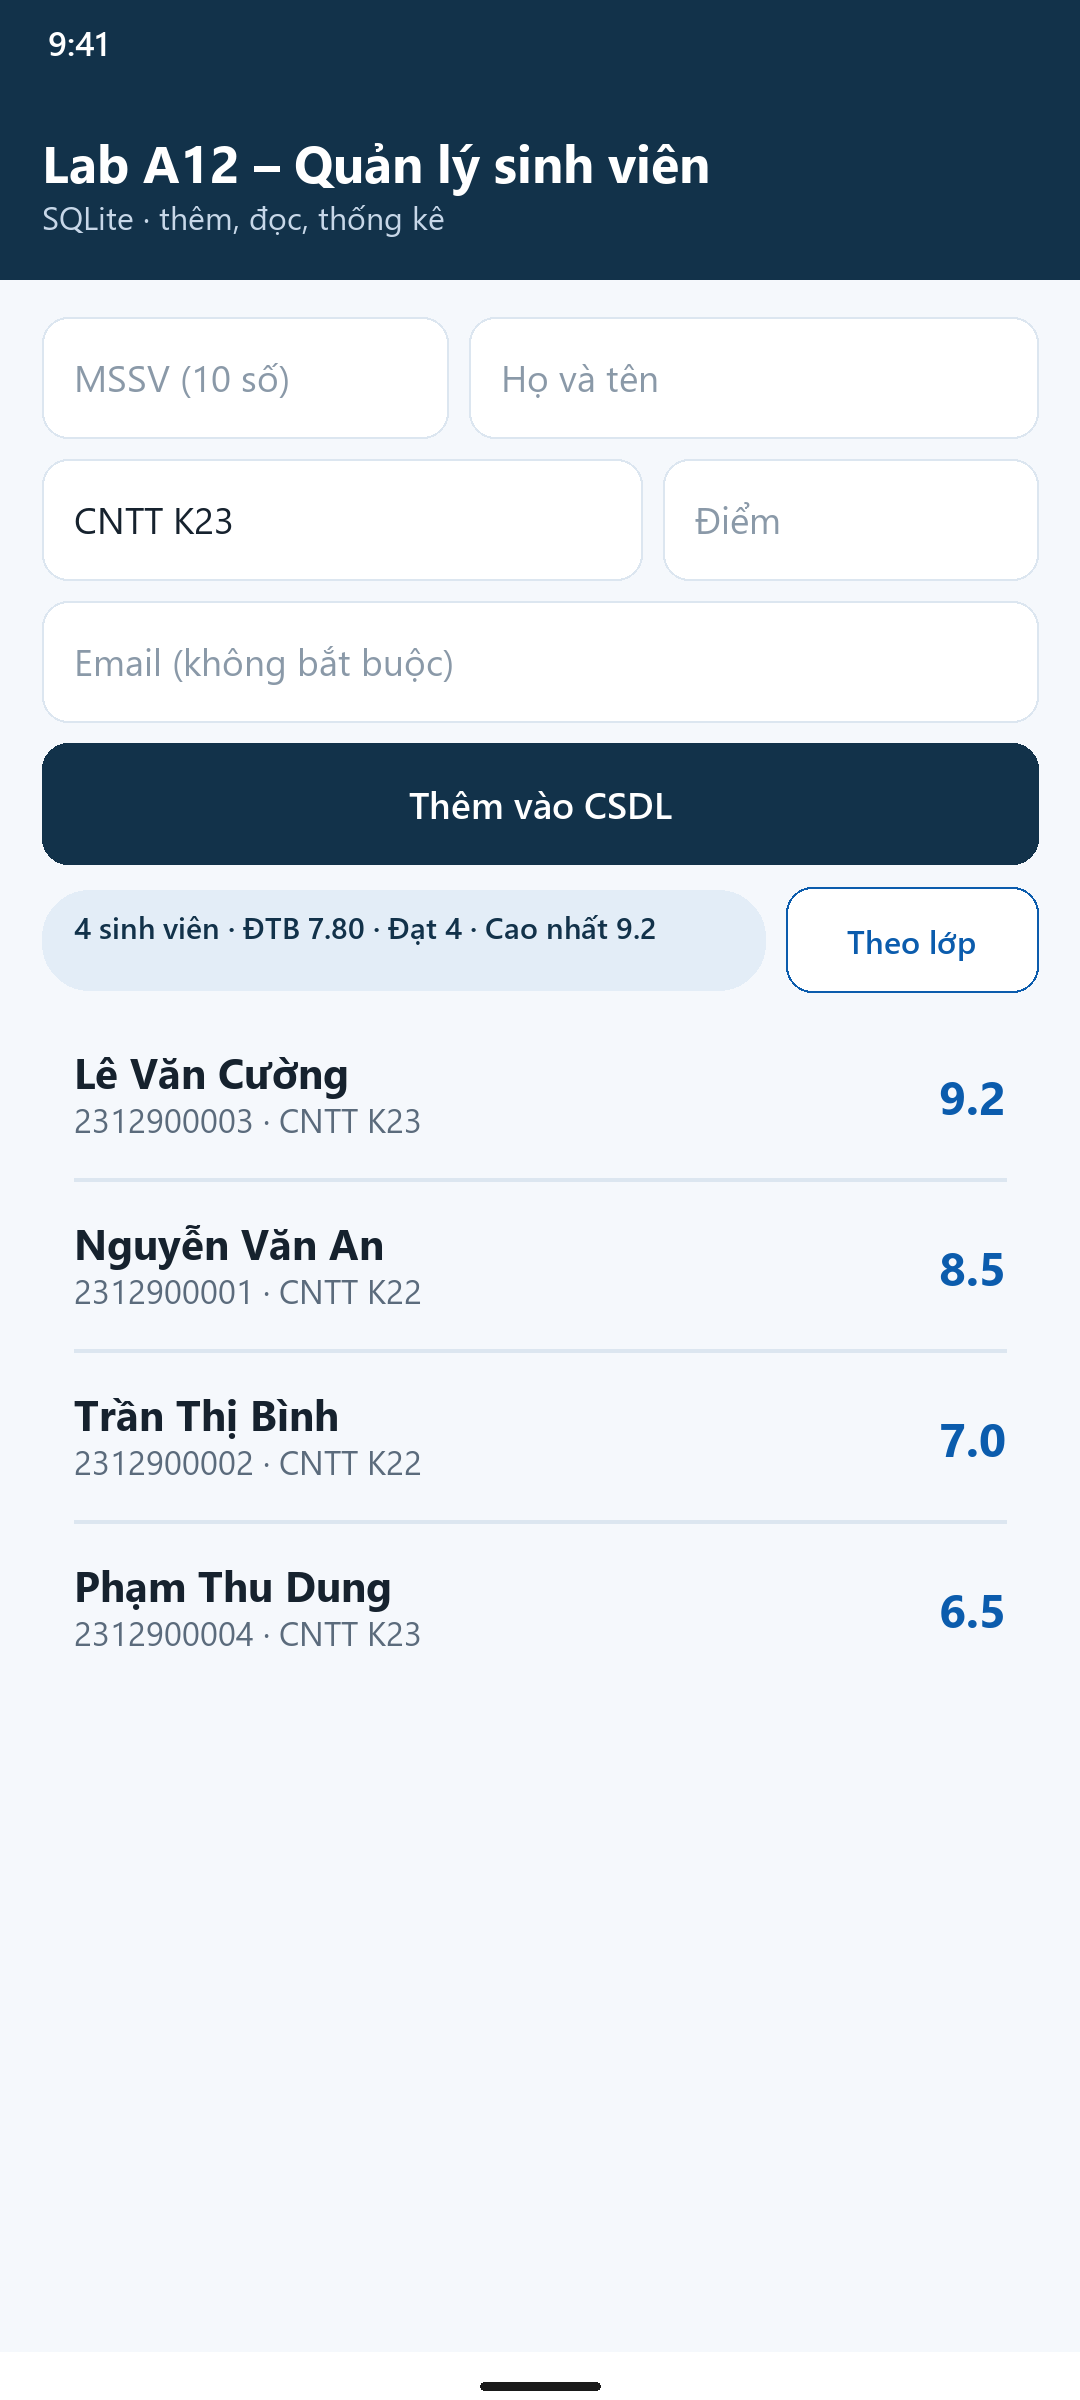 9:41
Lab A12 – Quản lý sinh viên
SQLite · thêm, đọc, thống kê
MSSV (10 số)
Họ và tên
CNTT K23
Điểm
Email (không bắt buộc)
Thêm vào CSDL
4 sinh viên · ĐTB 7.80 · Đạt 4 · Cao nhất 9.2
Theo lớp
Lê Văn Cường
9.2
2312900003 · CNTT K23
Nguyễn Văn An
8.5
2312900001 · CNTT K22
Trần Thị Bình
7.0
2312900002 · CNTT K22
Phạm Thu Dung
6.5
2312900004 · CNTT K23